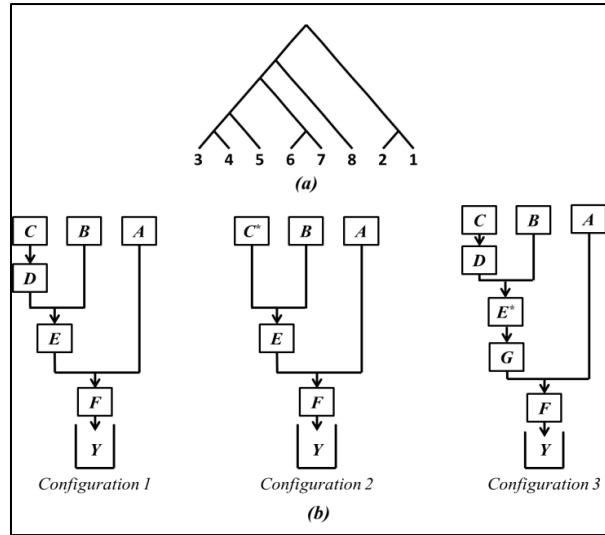 3 4 5 6 7 8 2 1
(a)
C B A
D
E
F
Y
Configuration 1
C* B A
E
F
Y
Configuration 2
C B A
D
E*
G
F
Y
Configuration 3
(b)